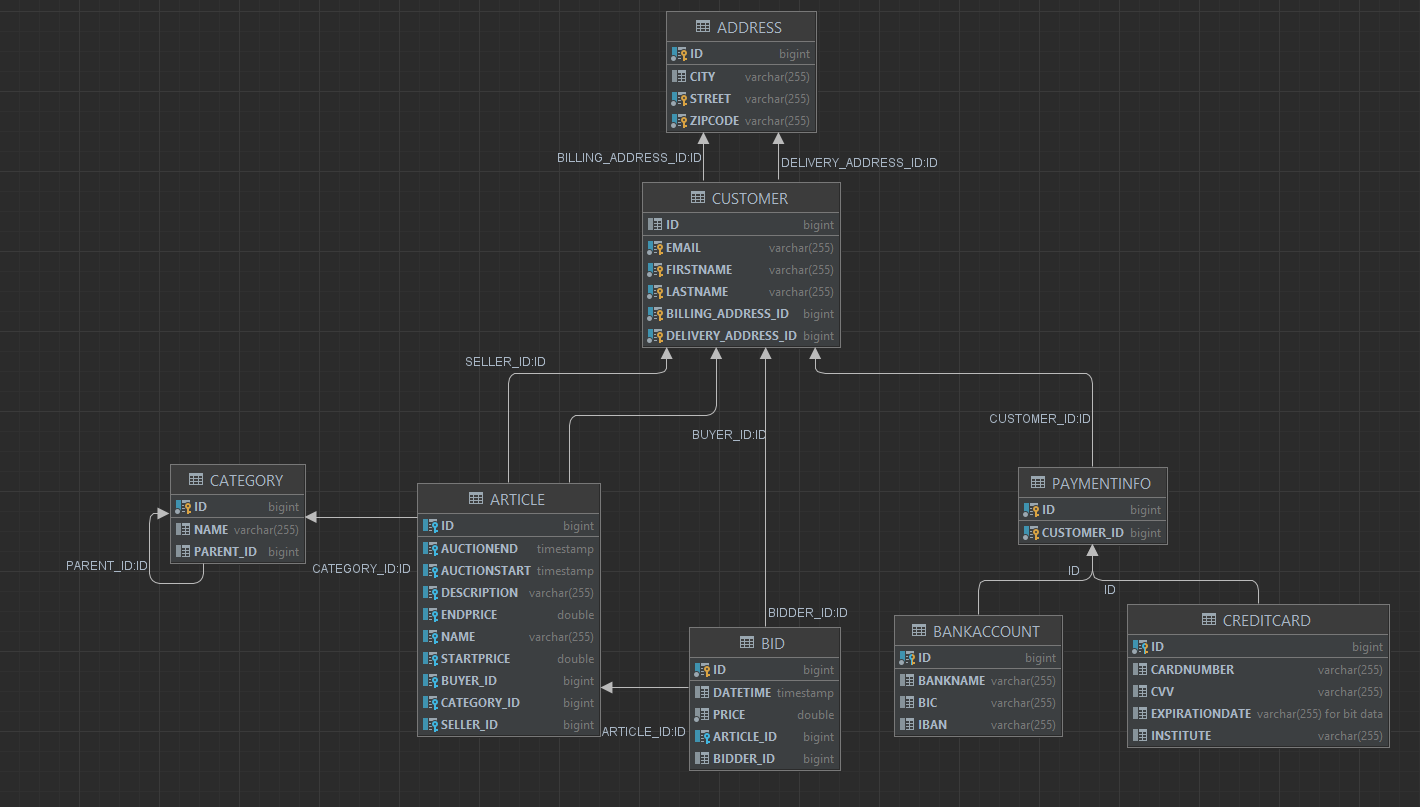 ADDRESS
ID bigint
CITY varchar(255)
STREET varchar(255)
ZIPCODE varchar(255)
BILLING_ADDRESS_ID:ID
DELIVERY_ADDRESS_ID:ID
CUSTOMER
ID bigint
EMAIL varchar(255)
FIRSTNAME varchar(255)
LASTNAME varchar(255)
BILLING_ADDRESS_ID bigint
DELIVERY_ADDRESS_ID bigint
SELLER_ID:ID
BUYER_ID:ID
CUSTOMER_ID:ID
CATEGORY
ID bigint
NAME varchar(255)
PARENT_ID bigint
PARENT_ID:ID
CATEGORY_ID:ID
ARTICLE
ID bigint
AUCTIONEND timestamp
AUCTIONSTART timestamp
DESCRIPTION varchar(255)
ENDPRICE double
NAME varchar(255)
STARTPRICE double
BUYER_ID bigint
CATEGORY_ID bigint
SELLER_ID bigint
ARTICLE_ID:ID
BIDDER_ID:ID
BID
ID bigint
DATETIME timestamp
PRICE double
ARTICLE_ID bigint
BIDDER_ID bigint
PAYMENTINFO
ID bigint
CUSTOMER_ID bigint
ID
ID
BANKACCOUNT
ID bigint
BANKNAME varchar(255)
BIC varchar(255)
IBAN varchar(255)
CREDITCARD
ID bigint
CARDNUMBER varchar(255)
CVV varchar(255)
EXPIRATIONDATE varchar(255) for bit data
INSTITUTE varchar(255)